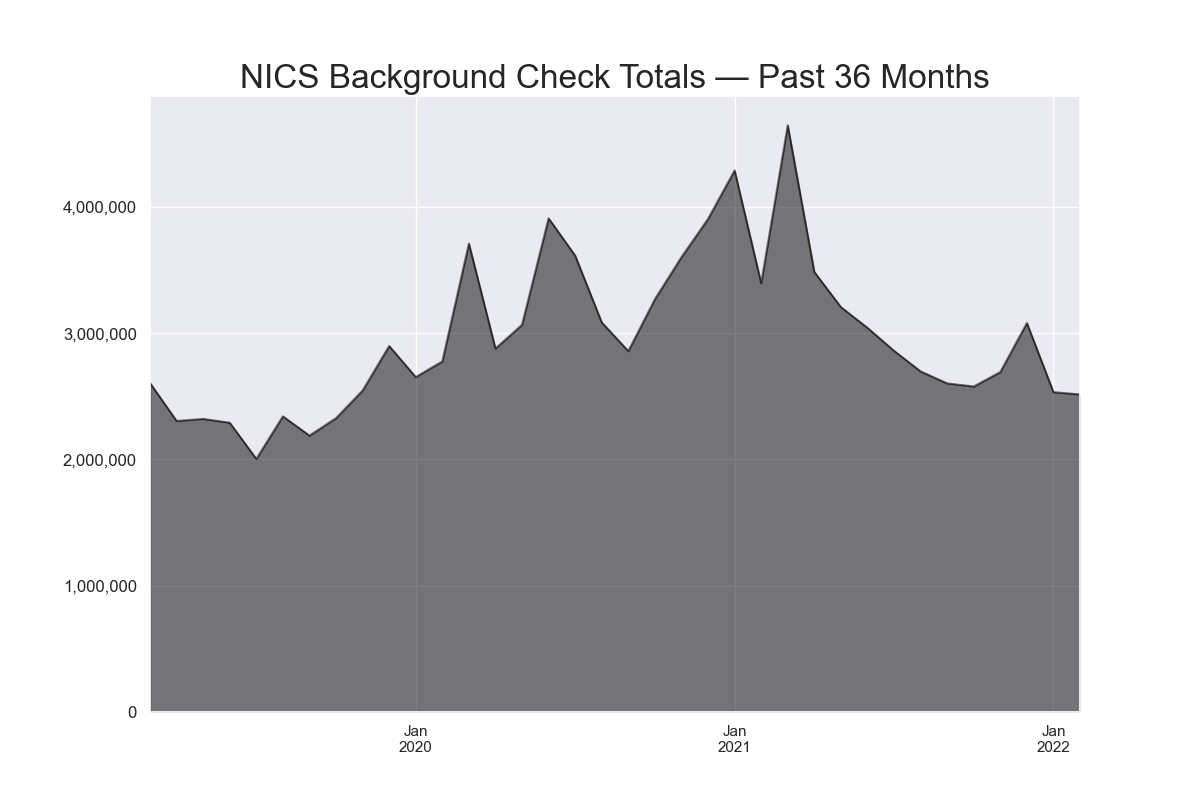 NICS Background Check Totals — Past 36 Months
4,000,000
3,000,000
2,000,000
1,000,000
0
Jan
2020
Jan
2021
Jan
2022